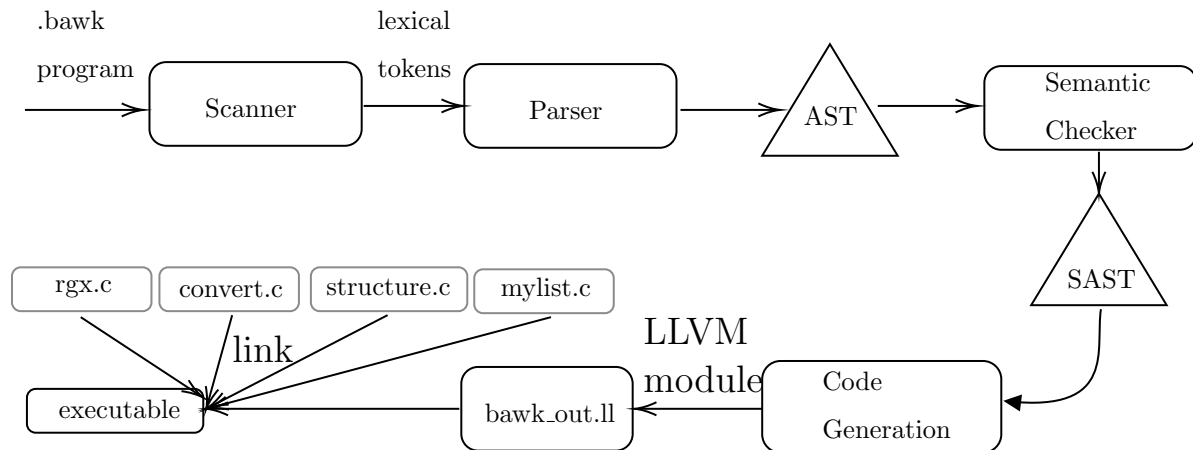 .bawk
program
lexical
tokens
Scanner
Parser
AST
Semantic
Checker
SAST
rgx.c
convert.c
structure.c
mylist.c
link
LLVM
module
executable
bawk_out.ll
Code
Generation